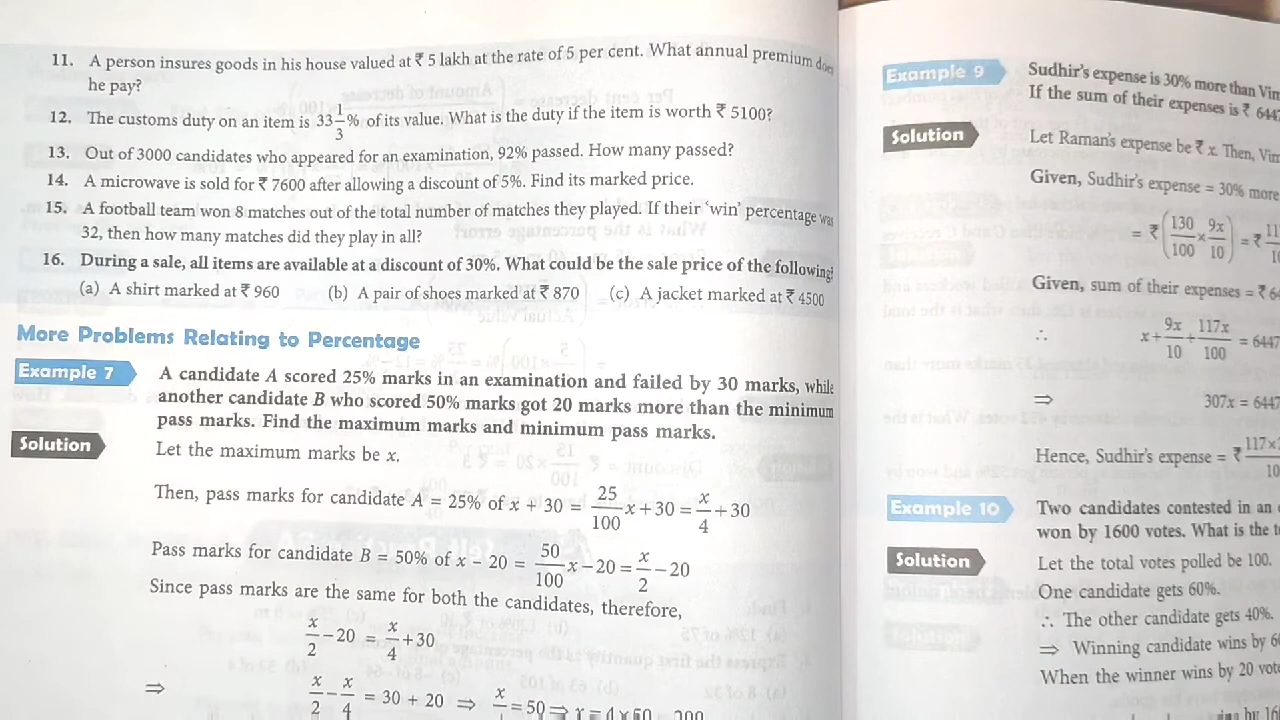 11. A person insures goods in his house valued at ₹ 5 lakh at the rate of 5 per cent. What annual premium does
he pay?
12. The customs duty on an item is 33 1/3 % of its value. What is the duty if the item is worth ₹ 5100?
13. Out of 3000 candidates who appeared for an examination, 92% passed. How many passed?
14. A microwave is sold for ₹ 7600 after allowing a discount of 5%. Find its marked price.
15. A football team won 8 matches out of the total number of matches they played. If their 'win' percentage was
32, then how many matches did they play in all?
16. During a sale, all items are available at a discount of 30%. What could be the sale price of the following?
(a) A shirt marked at ₹ 960 (b) A pair of shoes marked at ₹ 870 (c) A jacket marked at ₹ 4500
More Problems Relating to Percentage
Example 7 A candidate A scored 25% marks in an examination and failed by 30 marks, while
another candidate B who scored 50% marks got 20 marks more than the minimum
pass marks. Find the maximum marks and minimum pass marks.
Solution Let the maximum marks be x.
Then, pass marks for candidate A = 25% of x + 30 = 25/100 x + 30 = x/4 + 30
Pass marks for candidate B = 50% of x – 20 = 50/100 x – 20 = x/2 – 20
Since pass marks are the same for both the candidates, therefore,
x/2 – 20 = x/4 + 30
⇒ x/2 – x/4 = 30 + 20 ⇒ x/4 = 50 ⇒ x = 4 × 50
Example 9 Sudhir's expense is 30% more than
If the sum of their expenses is ₹
Solution Let Raman's expense be ₹ x. Then,
Given, Sudhir's expense = 30% more
= ₹ (130/100 × 9x/10) = ₹
Given, sum of their expenses = ₹
∴ x + 9x/10 + 117x/100 = 6447
⇒ 307x = 6447
Hence, Sudhir's expense = ₹
Example 10 Two candidates contested in an
won by 1600 votes. What is the
Solution Let the total votes polled be 100.
One candidate gets 60%.
∴ The other candidate gets 40%.
⇒ Winning candidate wins by
When the winner wins by 20